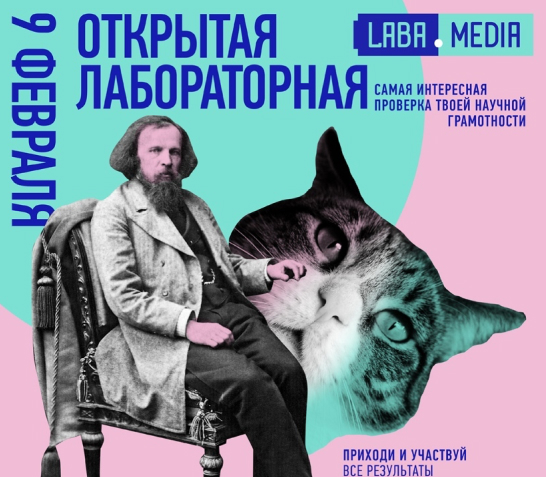 9 ФЕВРАЛЯ
ОТКРЫТАЯ
ЛАБОРАТОРНАЯ
LABA.MEDIA
САМАЯ ИНТЕРЕСНАЯ
ПРОВЕРКА ТВОЕЙ НАУЧНОЙ
ГРАМОТНОСТИ
ПРИХОДИ И УЧАСТВУЙ
ВСЕ РЕЗУЛЬТАТЫ